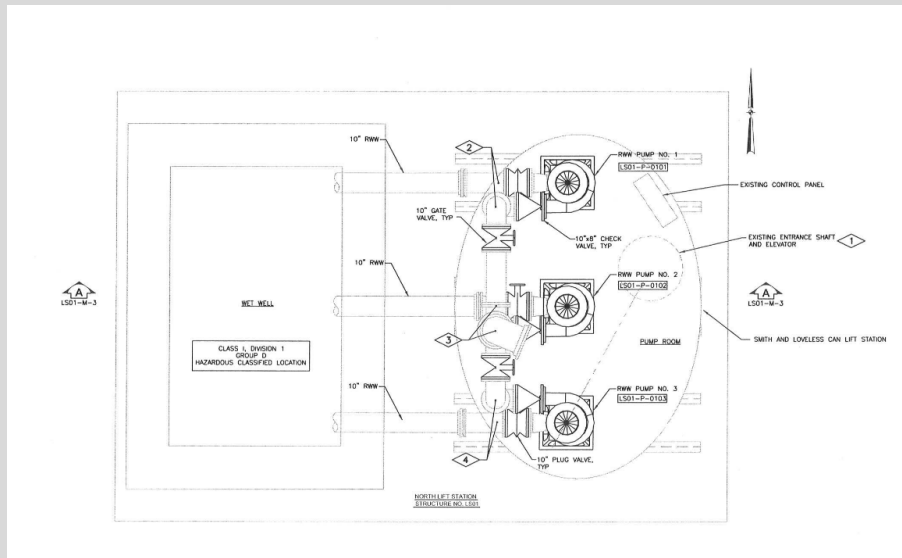 10" RWW
2
RWW PUMP NO. 1
LS01-P-0101
EXISTING CONTROL PANEL
10" GATE
VALVE, TYP
10"x8" CHECK
VALVE, TYP
EXISTING ENTRANCE SHAFT
AND ELEVATOR
1
10" RWW
RWW PUMP NO. 2
LS01-P-0102
A
LS01-M-3
WET WELL
A
LS01-M-3
3
PUMP ROOM
SMITH AND LOVELESS CAN LIFT STATION
CLASS I, DIVISION 1
GROUP D
HAZARDOUS CLASSIFIED LOCATION
10" RWW
RWW PUMP NO. 3
LS01-P-0103
4
10" PLUG VALVE,
TYP
NORTH LIFT STATION
STRUCTURE NO. LS01